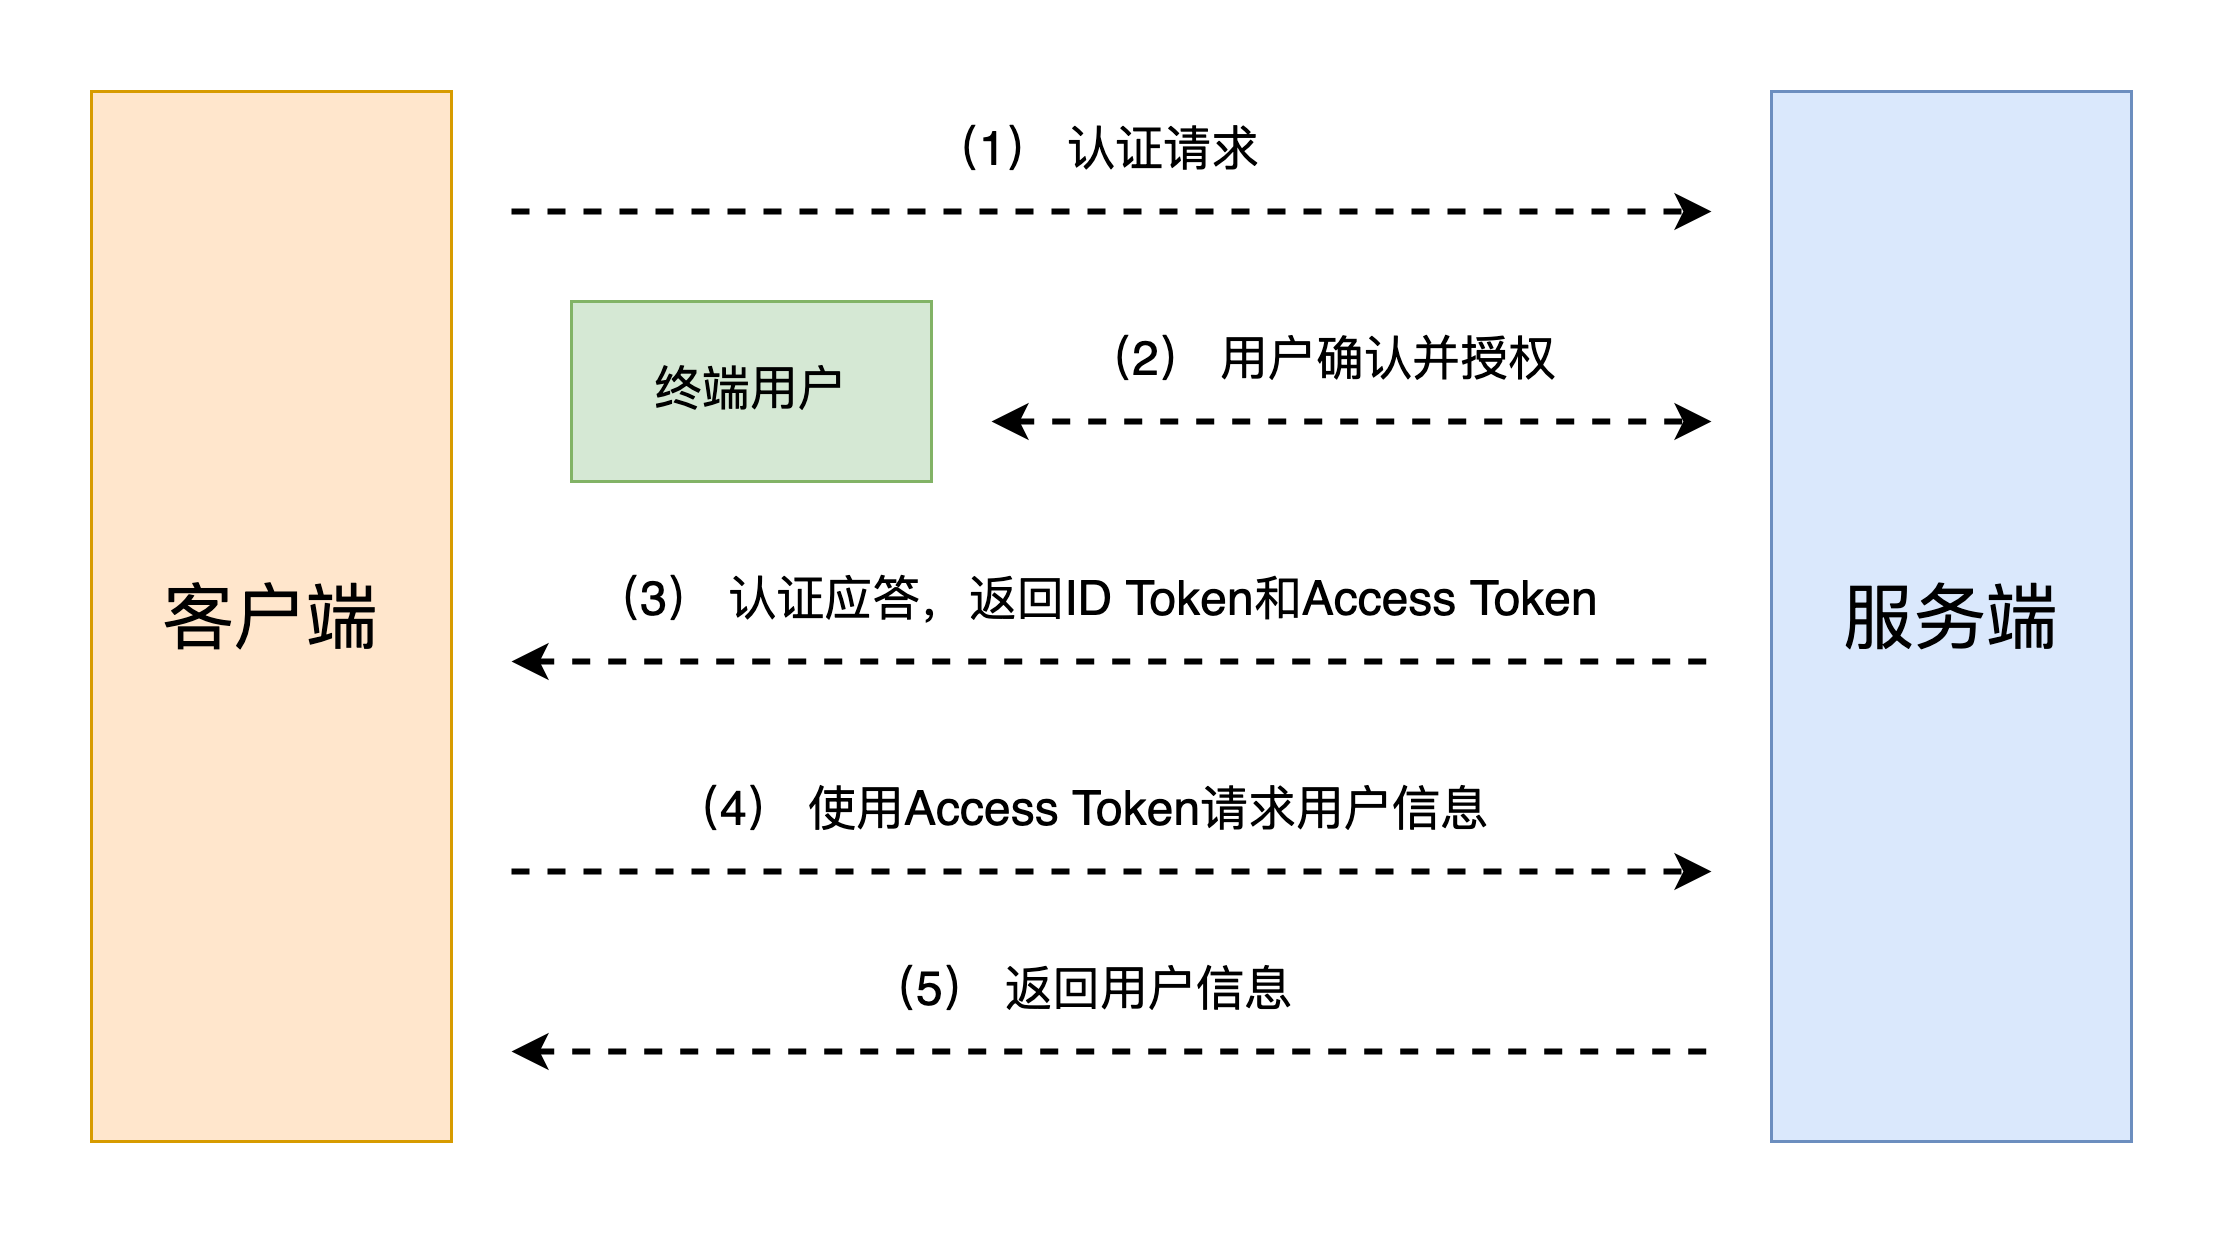 (1) 认证请求
终端用户
(2) 用户确认并授权
客户端
(3) 认证应答，返回ID Token和Access Token
服务端
(4) 使用Access Token请求用户信息
(5) 返回用户信息